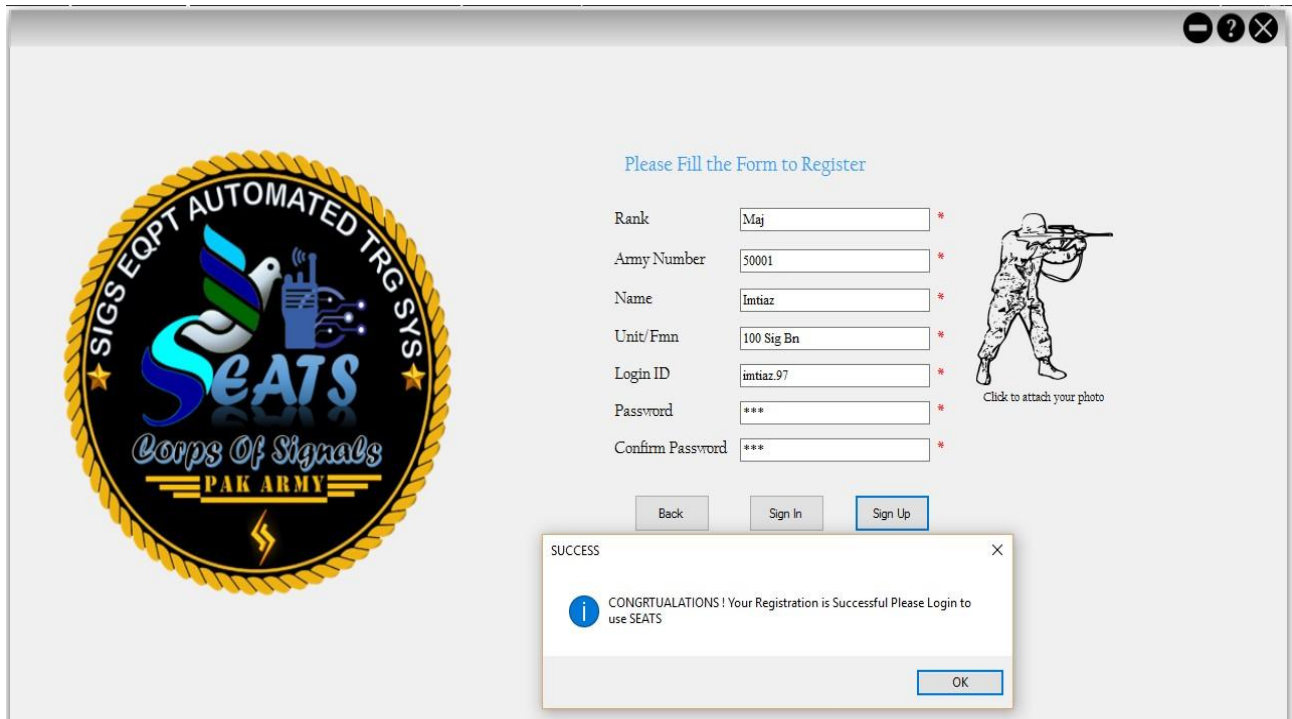 SIGS EQPT AUTOMATED TRG SYS
SEATS
Corps Of Signals
PAK ARMY
Please Fill the Form to Register
Rank Maj *
Army Number 50001 *
Name Imtiaz *
Unit/Fmn 100 Sig Bn *
Login ID imtiaz.97 *
Password *** *
Confirm Password *** *
Click to attach your photo
Back Sign In Sign Up
SUCCESS
CONGRTUALATIONS ! Your Registration is Successful Please Login to
use SEATS
OK